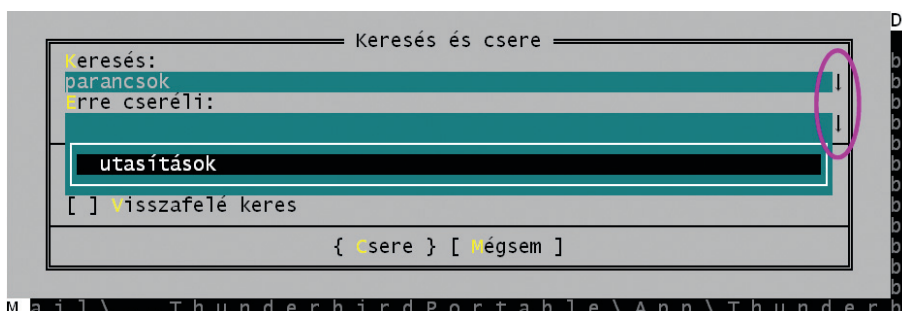 D
Keresés és csere
Keresés:
parancsok ↓
Erre cseréli:
↓
utasítások
[ ] Visszafelé keres
{ Csere } [ Mégsem ]
b
b
b
b
b
b
b
b
b
b
b
b
Mail\ ThunderbirdPortable\App\Thunderb